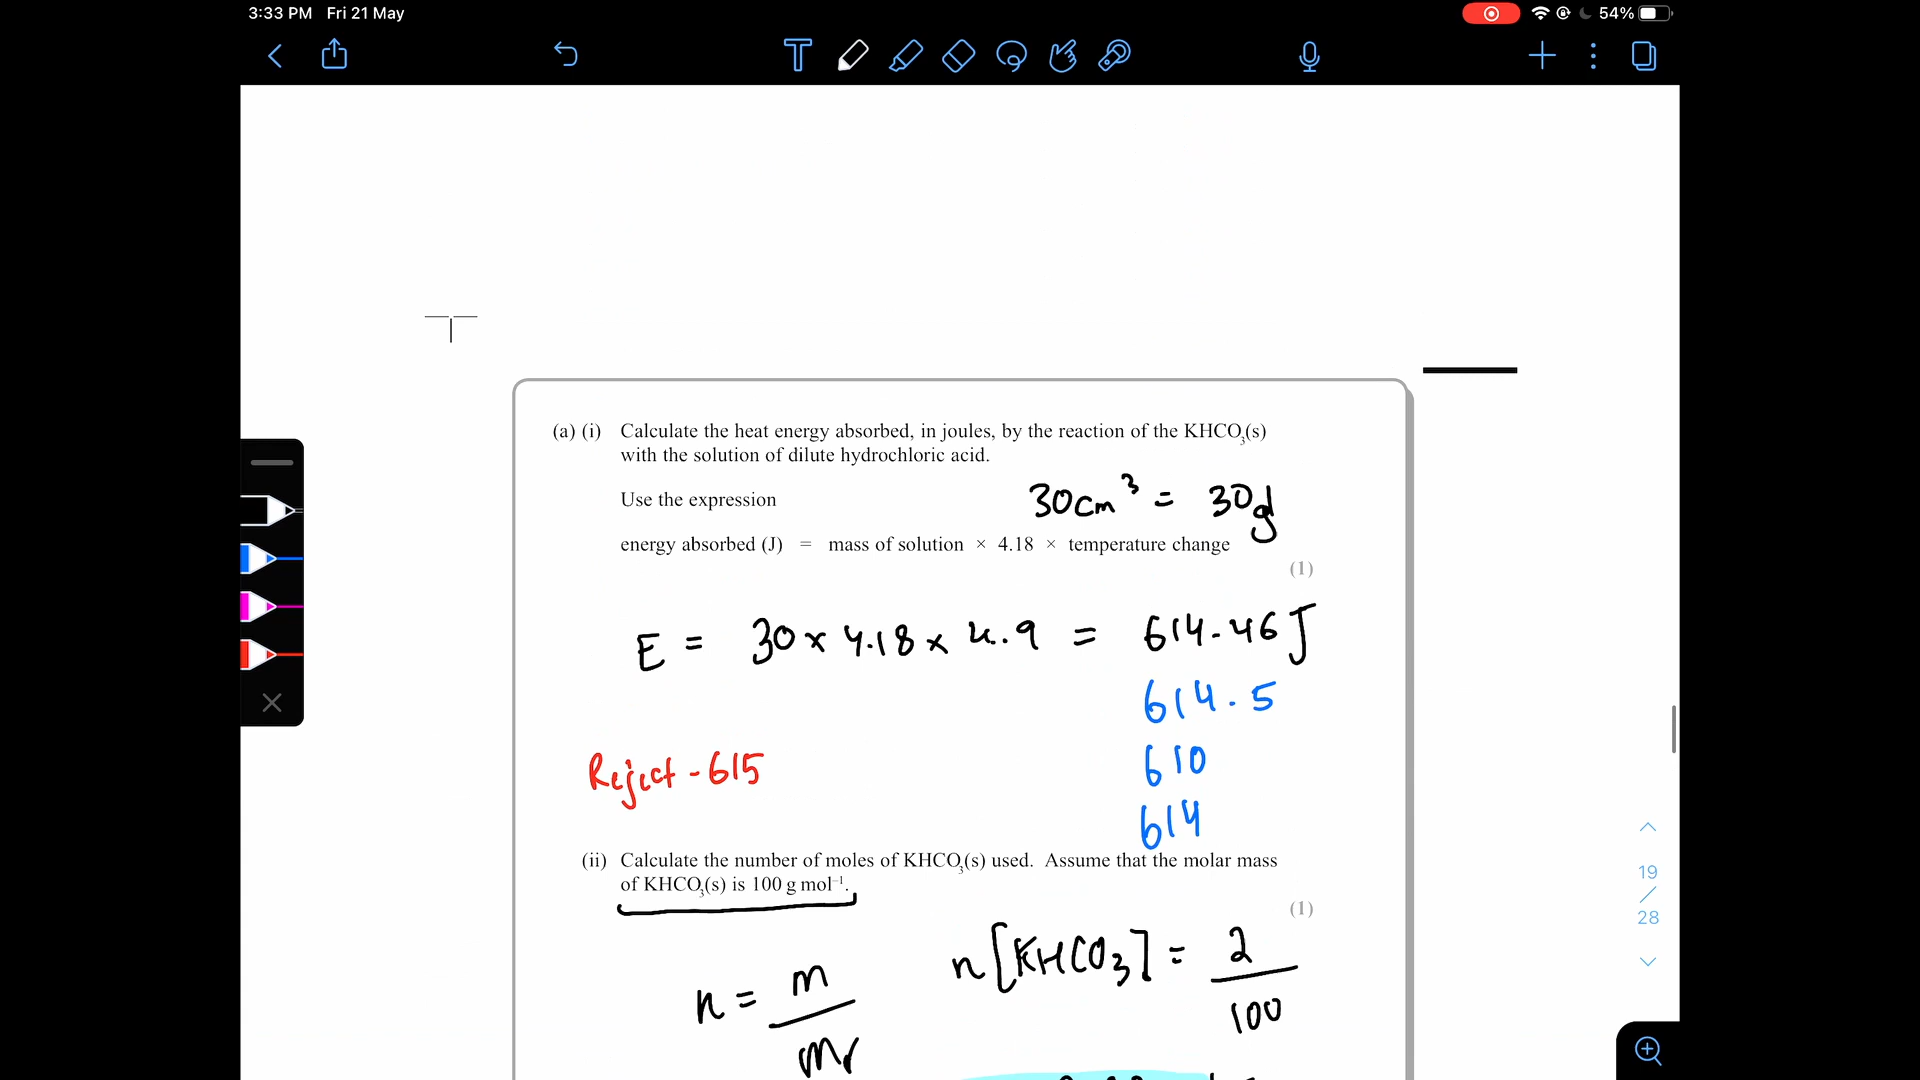 3:33 PM Fri 21 May
54%
T
(a) (i) Calculate the heat energy absorbed, in joules, by the reaction of the KHCO₃(s)
with the solution of dilute hydrochloric acid.
Use the expression
30cm³ = 30g
energy absorbed (J) = mass of solution × 4.18 × temperature change
(1)
E = 30 x 4.18 x 4.9 = 614.46 J
614.5
Reject - 615
610
614
(ii) Calculate the number of moles of KHCO₃(s) used. Assume that the molar mass
of KHCO₃(s) is 100 g mol⁻¹.
(1)
n = m / Mr
n[KHCO₃] = 2 / 100
19
/
28